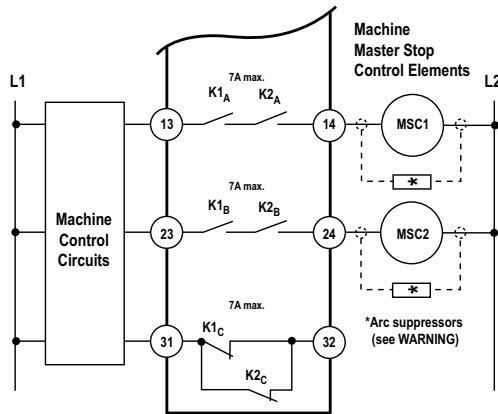 Machine
Master Stop
Control Elements
L1
L2
7A max.
K1A
K2A
13
14
MSC1
*
7A max.
K1B
K2B
Machine
Control
Circuits
23
24
MSC2
*
7A max.
*Arc suppressors
(see WARNING)
K1C
31
32
K2C